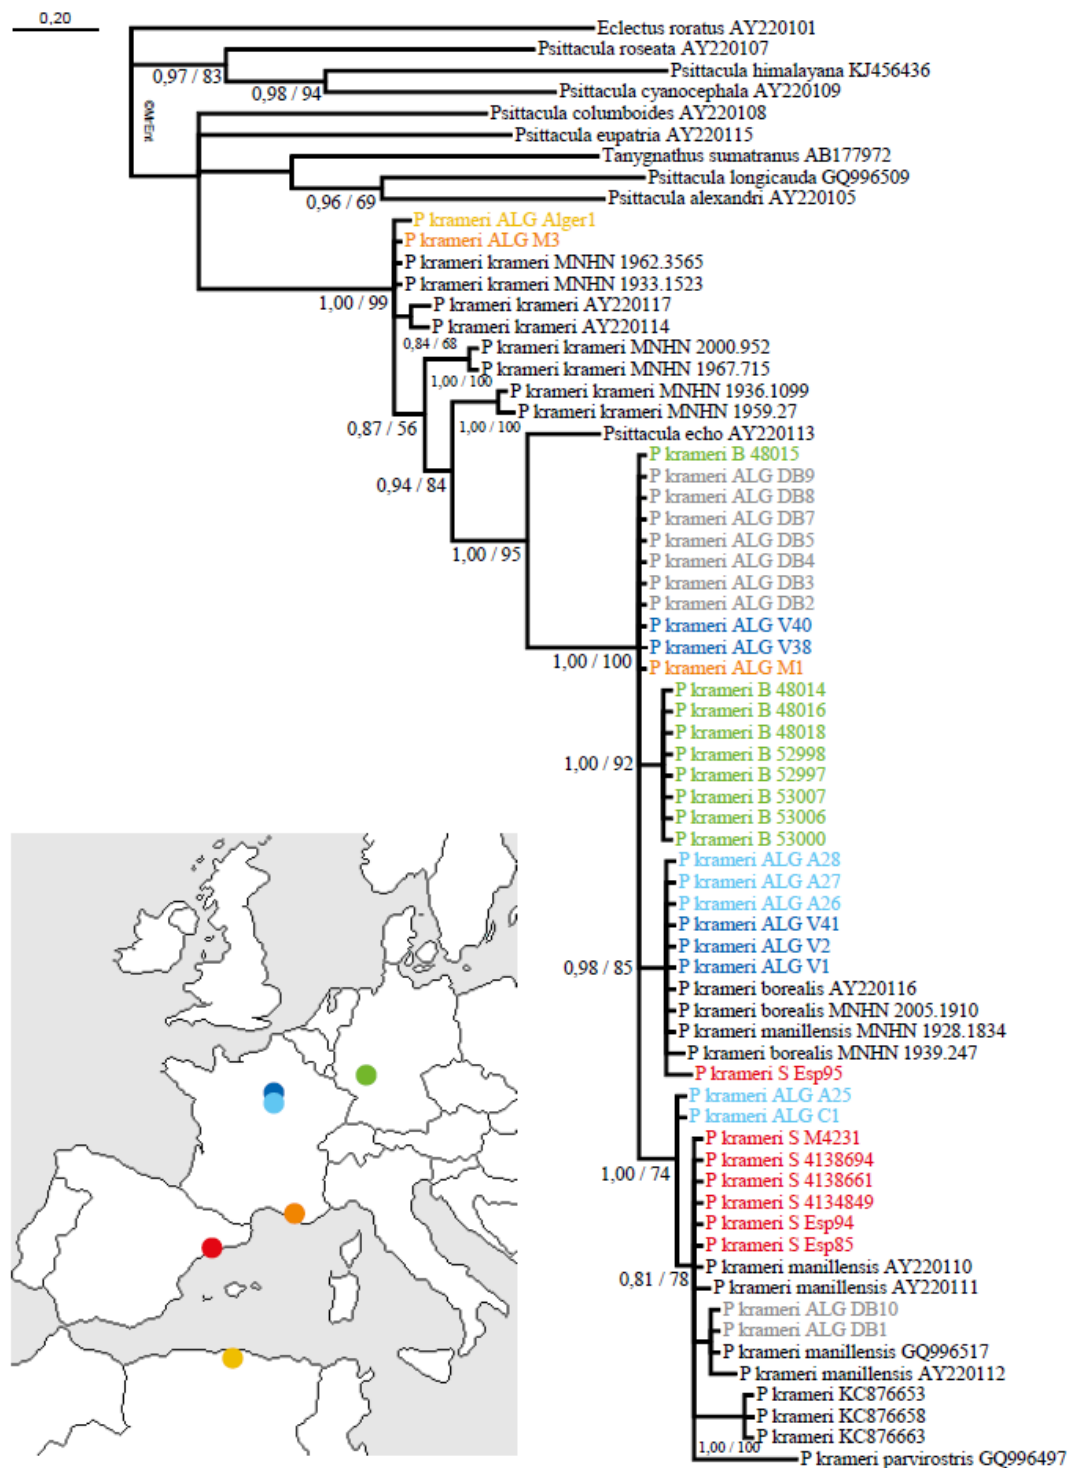 0,20
Eclectus roratus AY220101
Psittacula roseata AY220107
0,97 / 83
Psittacula himalayana KJ456436
0,98 / 94
Psittacula cyanocephala AY220109
©MrEnt
Psittacula columboides AY220108
Psittacula eupatria AY220115
Tanygnathus sumatranus AB177972
Psittacula longicauda GQ996509
0,96 / 69
Psittacula alexandri AY220105
P krameri ALG Alger1
P krameri ALG M3
P krameri krameri MNHN 1962.3565
P krameri krameri MNHN 1933.1523
1,00 / 99
P krameri krameri AY220117
P krameri krameri AY220114
0,84 / 68
P krameri krameri MNHN 2000.952
P krameri krameri MNHN 1967.715
1,00 / 100
P krameri krameri MNHN 1936.1099
P krameri krameri MNHN 1959.27
0,87 / 56
1,00 / 100
Psittacula echo AY220113
P krameri B 48015
P krameri ALG DB9
0,94 / 84
P krameri ALG DB8
P krameri ALG DB7
P krameri ALG DB5
1,00 / 95
P krameri ALG DB4
P krameri ALG DB3
P krameri ALG DB2
P krameri ALG V40
P krameri ALG V38
1,00 / 100
P krameri ALG M1
P krameri B 48014
P krameri B 48016
P krameri B 48018
P krameri B 52998
1,00 / 92
P krameri B 52997
P krameri B 53007
P krameri B 53006
P krameri B 53000
P krameri ALG A28
P krameri ALG A27
P krameri ALG A26
P krameri ALG V41
P krameri ALG V2
P krameri ALG V1
0,98 / 85
P krameri borealis AY220116
P krameri borealis MNHN 2005.1910
P krameri manillensis MNHN 1928.1834
P krameri borealis MNHN 1939.247
P krameri S Esp95
P krameri ALG A25
P krameri ALG C1
P krameri S M4231
P krameri S 4138694
1,00 / 74
P krameri S 4138661
P krameri S 4134849
P krameri S Esp94
P krameri S Esp85
P krameri manillensis AY220110
0,81 / 78
P krameri manillensis AY220111
P krameri ALG DB10
P krameri ALG DB1
P krameri manillensis GQ996517
P krameri manillensis AY220112
P krameri KC876653
P krameri KC876658
P krameri KC876663
1,00 / 100
P krameri parvirostris GQ996497